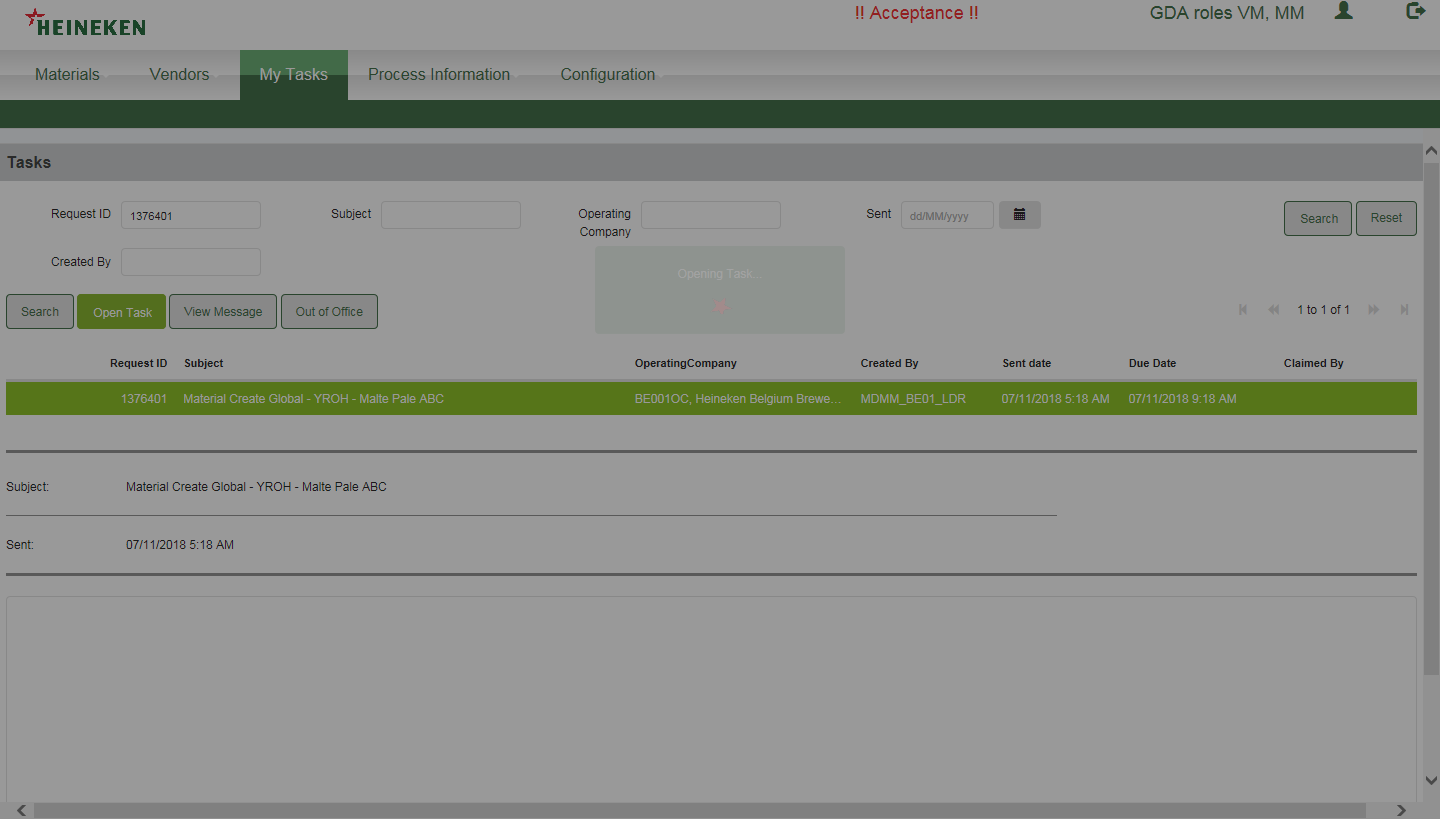 HEINEKEN
!! Acceptance !!
GDA roles VM, MM
Materials
Vendors
My Tasks
Process Information
Configuration
Tasks
Request ID 1376401
Subject
Operating Company
Sent dd/MM/yyyy
Search
Reset
Created By
Opening Task...
Search
Open Task
View Message
Out of Office
1 to 1 of 1
Request ID Subject OperatingCompany Created By Sent date Due Date Claimed By
1376401 Material Create Global - YROH - Malte Pale ABC BE001OC, Heineken Belgium Brewe... MDMM_BE01_LDR 07/11/2018 5:18 AM 07/11/2018 9:18 AM
Subject: Material Create Global - YROH - Malte Pale ABC
Sent: 07/11/2018 5:18 AM